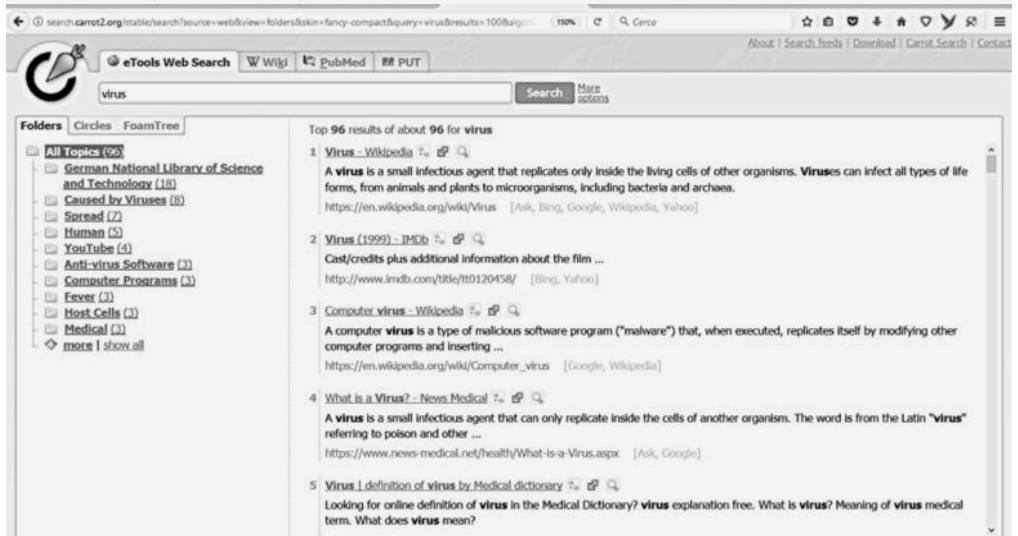 search.carrot2.org/stable/search?source=web&view=folders&skin=fancy-compact&query=virus&results=100&algori
150%
Cerca
About | Search feeds | Download | Carrot Search | Contact
eTools Web Search
Wiki
PubMed
PUT
virus
Search
More options
Folders
Circles
FoamTree
All Topics (96)
German National Library of Science
and Technology (18)
Caused by Viruses (8)
Spread (7)
Human (5)
YouTube (4)
Anti-virus Software (3)
Computer Programs (3)
Fever (3)
Host Cells (3)
Medical (3)
more | show all
Top 96 results of about 96 for virus
1 Virus - Wikipedia
A virus is a small infectious agent that replicates only inside the living cells of other organisms. Viruses can infect all types of life
forms, from animals and plants to microorganisms, including bacteria and archaea.
https://en.wikipedia.org/wiki/Virus [Ask, Bing, Google, Wikipedia, Yahoo]
2 Virus (1999) - IMDb
Cast/credits plus additional information about the film ...
http://www.imdb.com/title/tt0120458/ [Bing, Yahoo]
3 Computer virus - Wikipedia
A computer virus is a type of malicious software program ("malware") that, when executed, replicates itself by modifying other
computer programs and inserting ...
https://en.wikipedia.org/wiki/Computer_virus [Google, Wikipedia]
4 What is a Virus? - News Medical
A virus is a small infectious agent that can only replicate inside the cells of another organism. The word is from the Latin "virus"
referring to poison and other ...
https://www.news-medical.net/health/What-is-a-Virus.aspx [Ask, Google]
5 Virus | definition of virus by Medical dictionary
Looking for online definition of virus in the Medical Dictionary? virus explanation free. What is virus? Meaning of virus medical
term. What does virus mean?